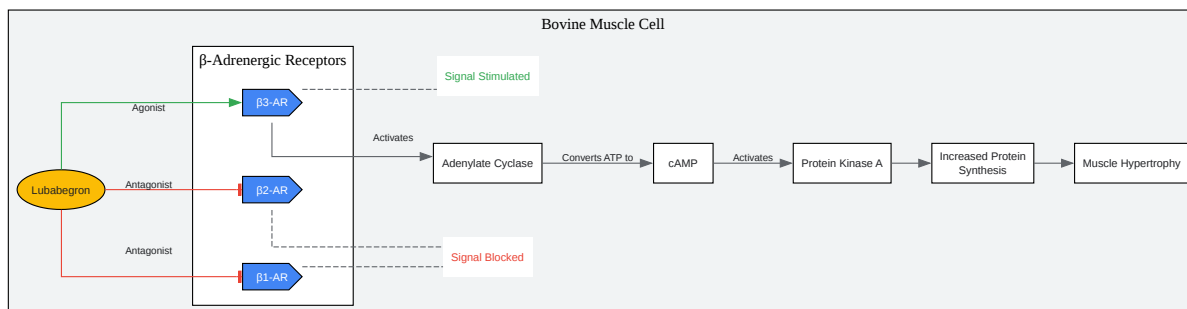 Bovine Muscle Cell
β-Adrenergic Receptors
Signal Stimulated
β3-AR
Agonist
Activates
Adenylate Cyclase
Converts ATP to
cAMP
Activates
Protein Kinase A
Increased Protein
Synthesis
Muscle Hypertrophy
Lubabegron
Antagonist
β2-AR
Antagonist
Signal Blocked
β1-AR